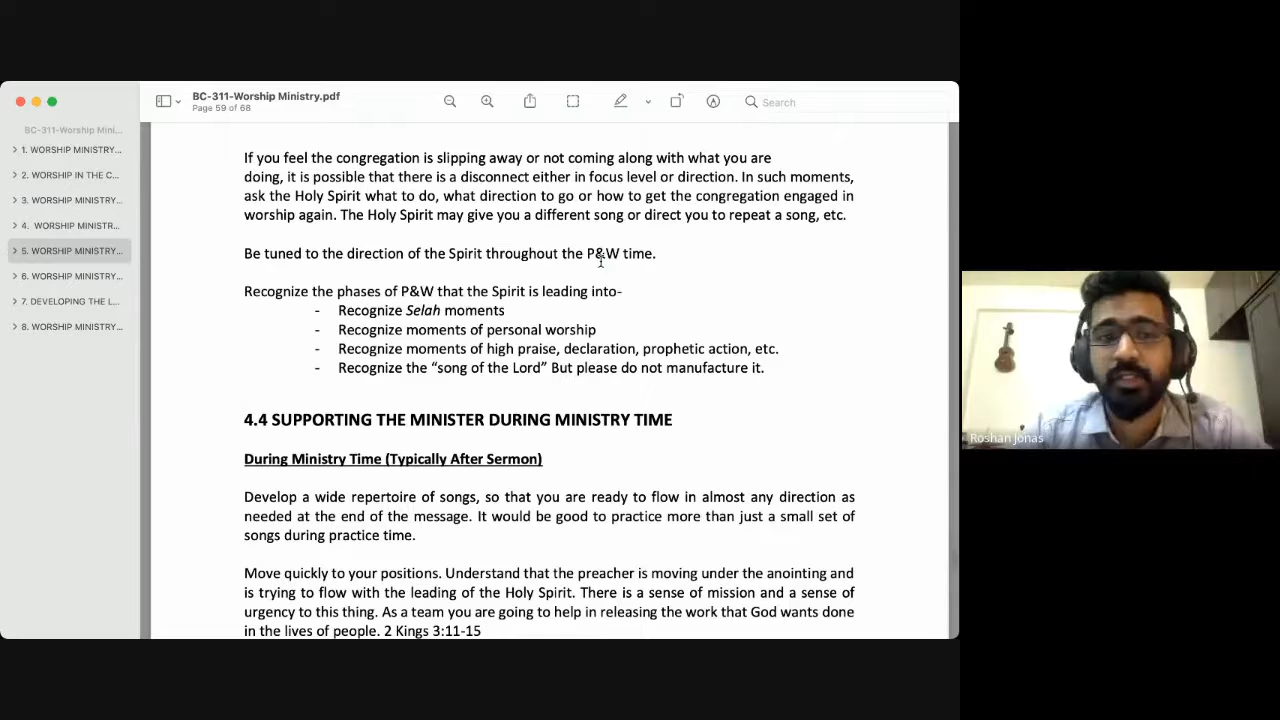 BC-311-Worship Ministry.pdf
Page 59 of 68
Search
BC-311-Worship Mini...
1. WORSHIP MINISTRY...
2. WORSHIP IN THE C...
3. WORSHIP MINISTRY...
4. WORSHIP MINISTR...
5. WORSHIP MINISTRY...
6. WORSHIP MINISTRY...
7. DEVELOPING THE L...
8. WORSHIP MINISTRY...
If you feel the congregation is slipping away or not coming along with what you are
doing, it is possible that there is a disconnect either in focus level or direction. In such moments,
ask the Holy Spirit what to do, what direction to go or how to get the congregation engaged in
worship again. The Holy Spirit may give you a different song or direct you to repeat a song, etc.
Be tuned to the direction of the Spirit throughout the P&W time.
Recognize the phases of P&W that the Spirit is leading into-
- Recognize Selah moments
- Recognize moments of personal worship
- Recognize moments of high praise, declaration, prophetic action, etc.
- Recognize the “song of the Lord” But please do not manufacture it.
4.4 SUPPORTING THE MINISTER DURING MINISTRY TIME
During Ministry Time (Typically After Sermon)
Develop a wide repertoire of songs, so that you are ready to flow in almost any direction as
needed at the end of the message. It would be good to practice more than just a small set of
songs during practice time.
Move quickly to your positions. Understand that the preacher is moving under the anointing and
is trying to flow with the leading of the Holy Spirit. There is a sense of mission and a sense of
urgency to this thing. As a team you are going to help in releasing the work that God wants done
in the lives of people. 2 Kings 3:11-15
Roshan Jonas